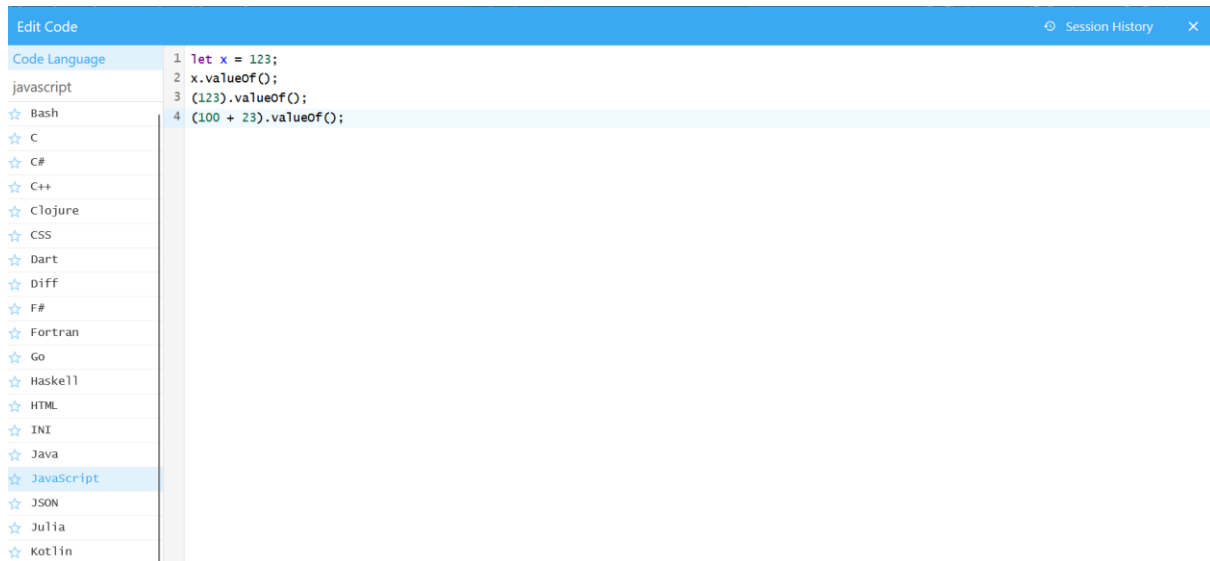 Edit Code
Session History
Code Language
javascript
Bash
C
C#
C++
Clojure
CSS
Dart
Diff
F#
Fortran
Go
Haskell
HTML
INI
Java
JavaScript
JSON
Julia
Kotlin
1 let x = 123;
2 x.valueOf();
3 (123).valueOf();
4 (100 + 23).valueOf();